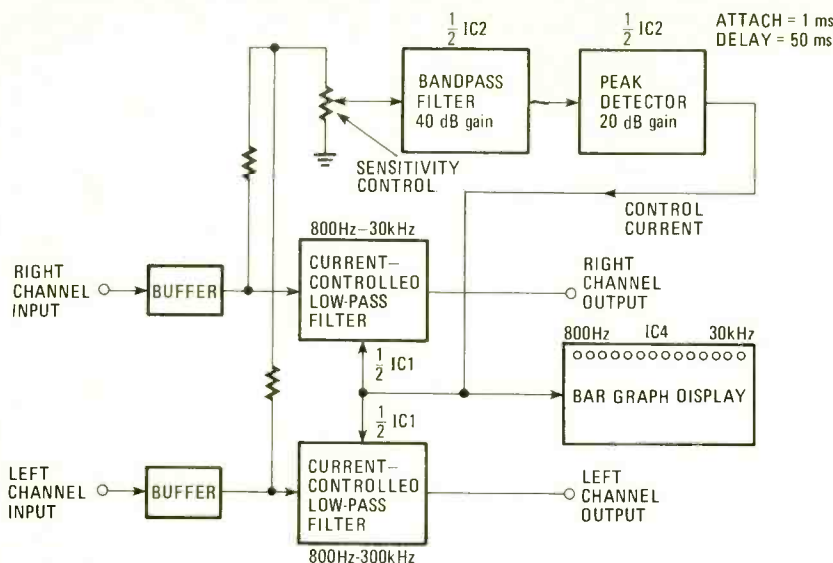 ½ IC2
½ IC2
ATTACH = 1 ms
DELAY = 50 ms
BANDPASS
FILTER
40 dB gain
PEAK
DETECTOR
20 dB gain
SENSITIVITY
CONTROL
CONTROL
CURRENT
800Hz–30kHz
RIGHT
CHANNEL
INPUT
BUFFER
CURRENT–
CONTROLLED
LOW-PASS
FILTER
RIGHT
CHANNEL
OUTPUT
½ IC1
800Hz IC4 30kHz
BAR GRAPH DISPLAY
½ IC1
LEFT
CHANNEL
INPUT
BUFFER
CURRENT–
CONTROLLED
LOW-PASS
FILTER
LEFT
CHANNEL
OUTPUT
800Hz-300kHz